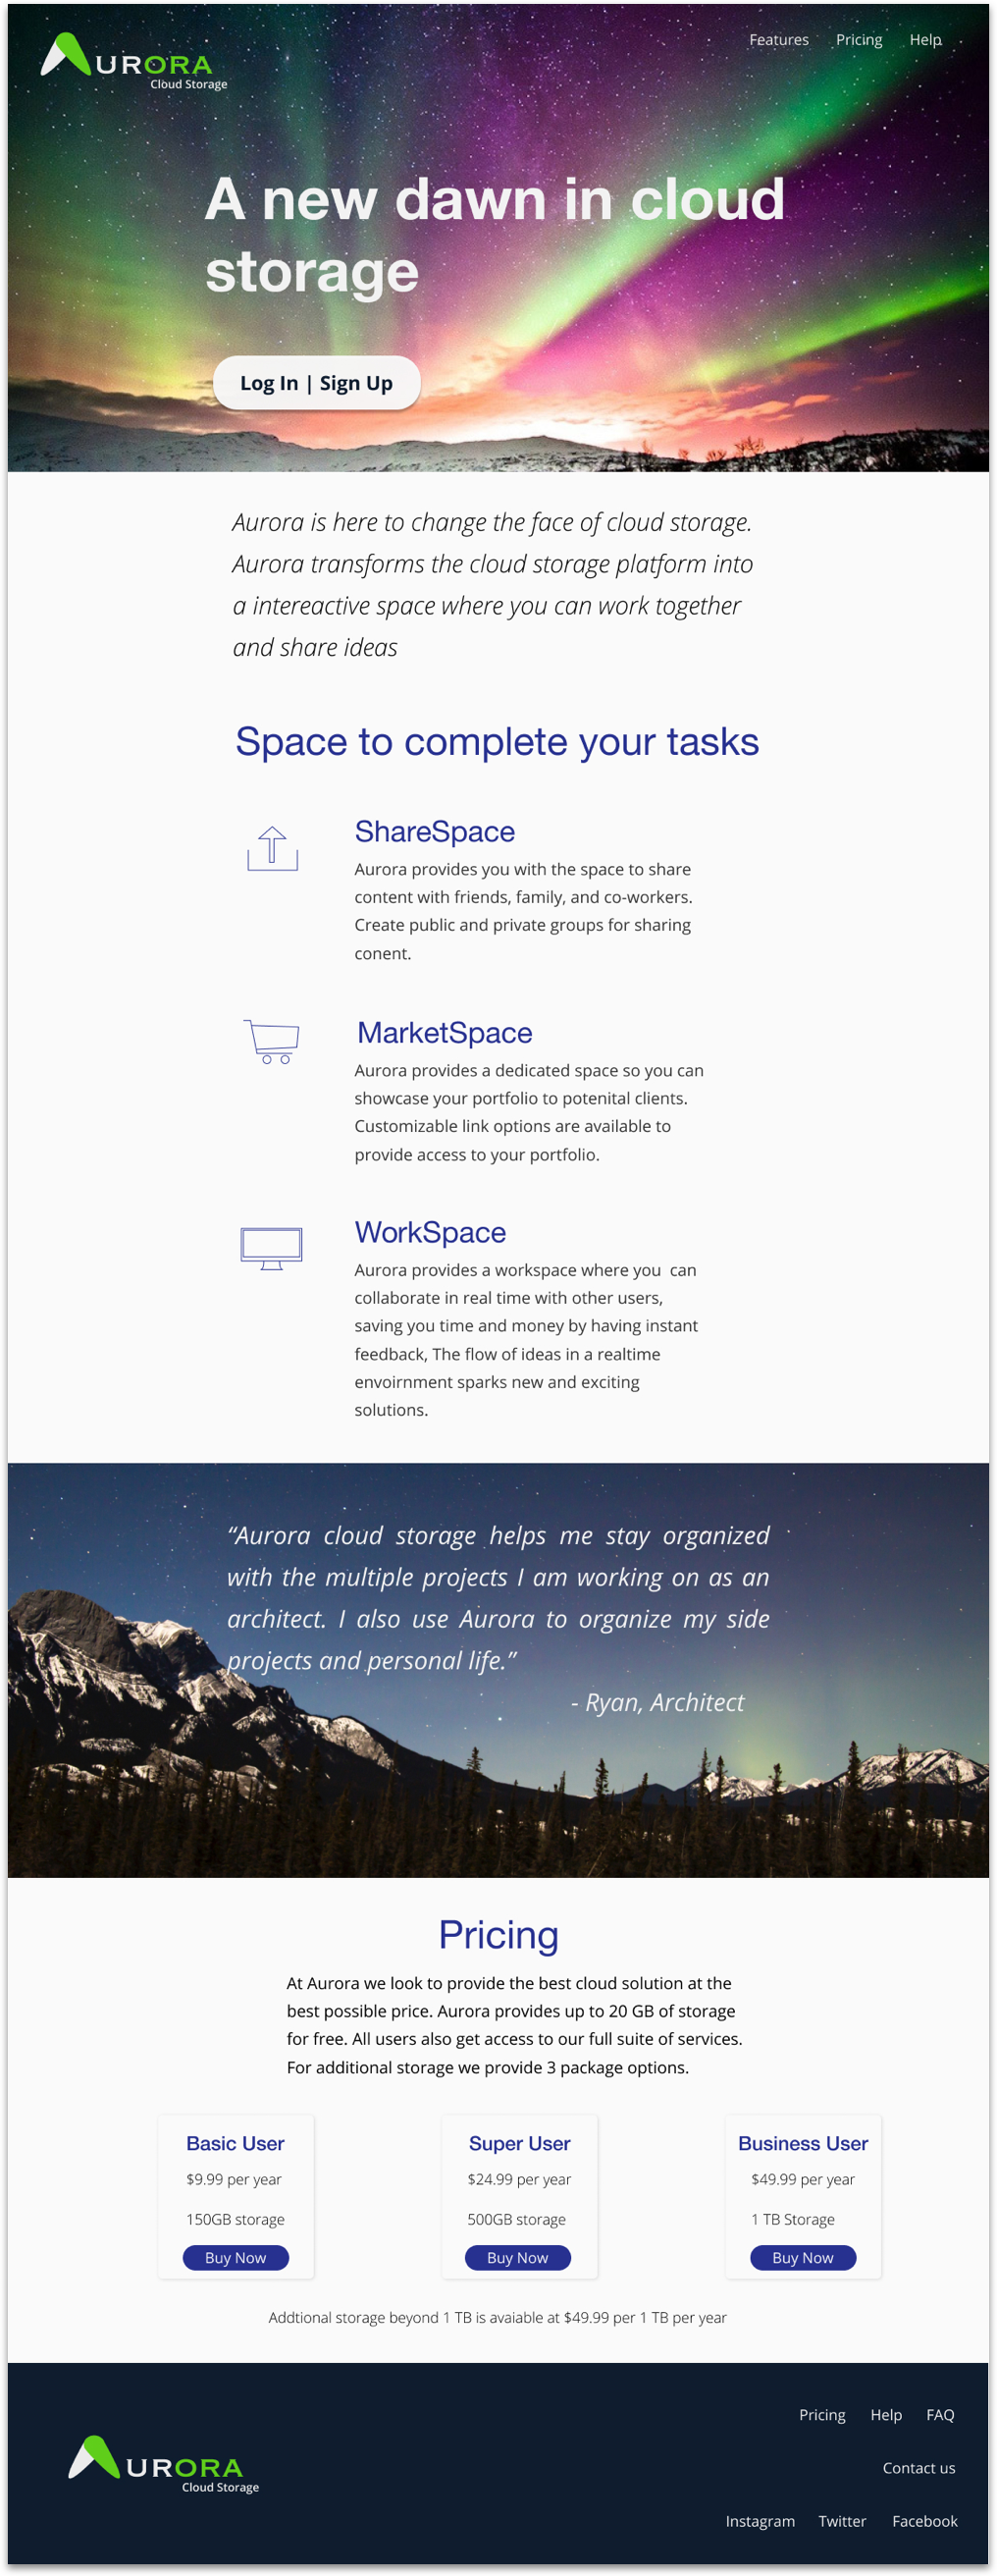 AURORA
Cloud Storage
Features Pricing Help
A new dawn in cloud
storage
Log In | Sign Up
Aurora is here to change the face of cloud storage.
Aurora transforms the cloud storage platform into
a intereactive space where you can work together
and share ideas
Space to complete your tasks
ShareSpace
Aurora provides you with the space to share
content with friends, family, and co-workers.
Create public and private groups for sharing
conent.
MarketSpace
Aurora provides a dedicated space so you can
showcase your portfolio to potenital clients.
Customizable link options are available to
provide access to your portfolio.
WorkSpace
Aurora provides a workspace where you can
collaborate in real time with other users,
saving you time and money by having instant
feedback, The flow of ideas in a realtime
envoirnment sparks new and exciting
solutions.
“Aurora cloud storage helps me stay organized
with the multiple projects I am working on as an
architect. I also use Aurora to organize my side
projects and personal life.”
- Ryan, Architect
Pricing
At Aurora we look to provide the best cloud solution at the
best possible price. Aurora provides up to 20 GB of storage
for free. All users also get access to our full suite of services.
For additional storage we provide 3 package options.
Basic User
$9.99 per year
150GB storage
Buy Now
Super User
$24.99 per year
500GB storage
Buy Now
Business User
$49.99 per year
1 TB Storage
Buy Now
Addtional storage beyond 1 TB is avaiable at $49.99 per 1 TB per year
AURORA
Cloud Storage
Pricing Help FAQ
Contact us
Instagram Twitter Facebook